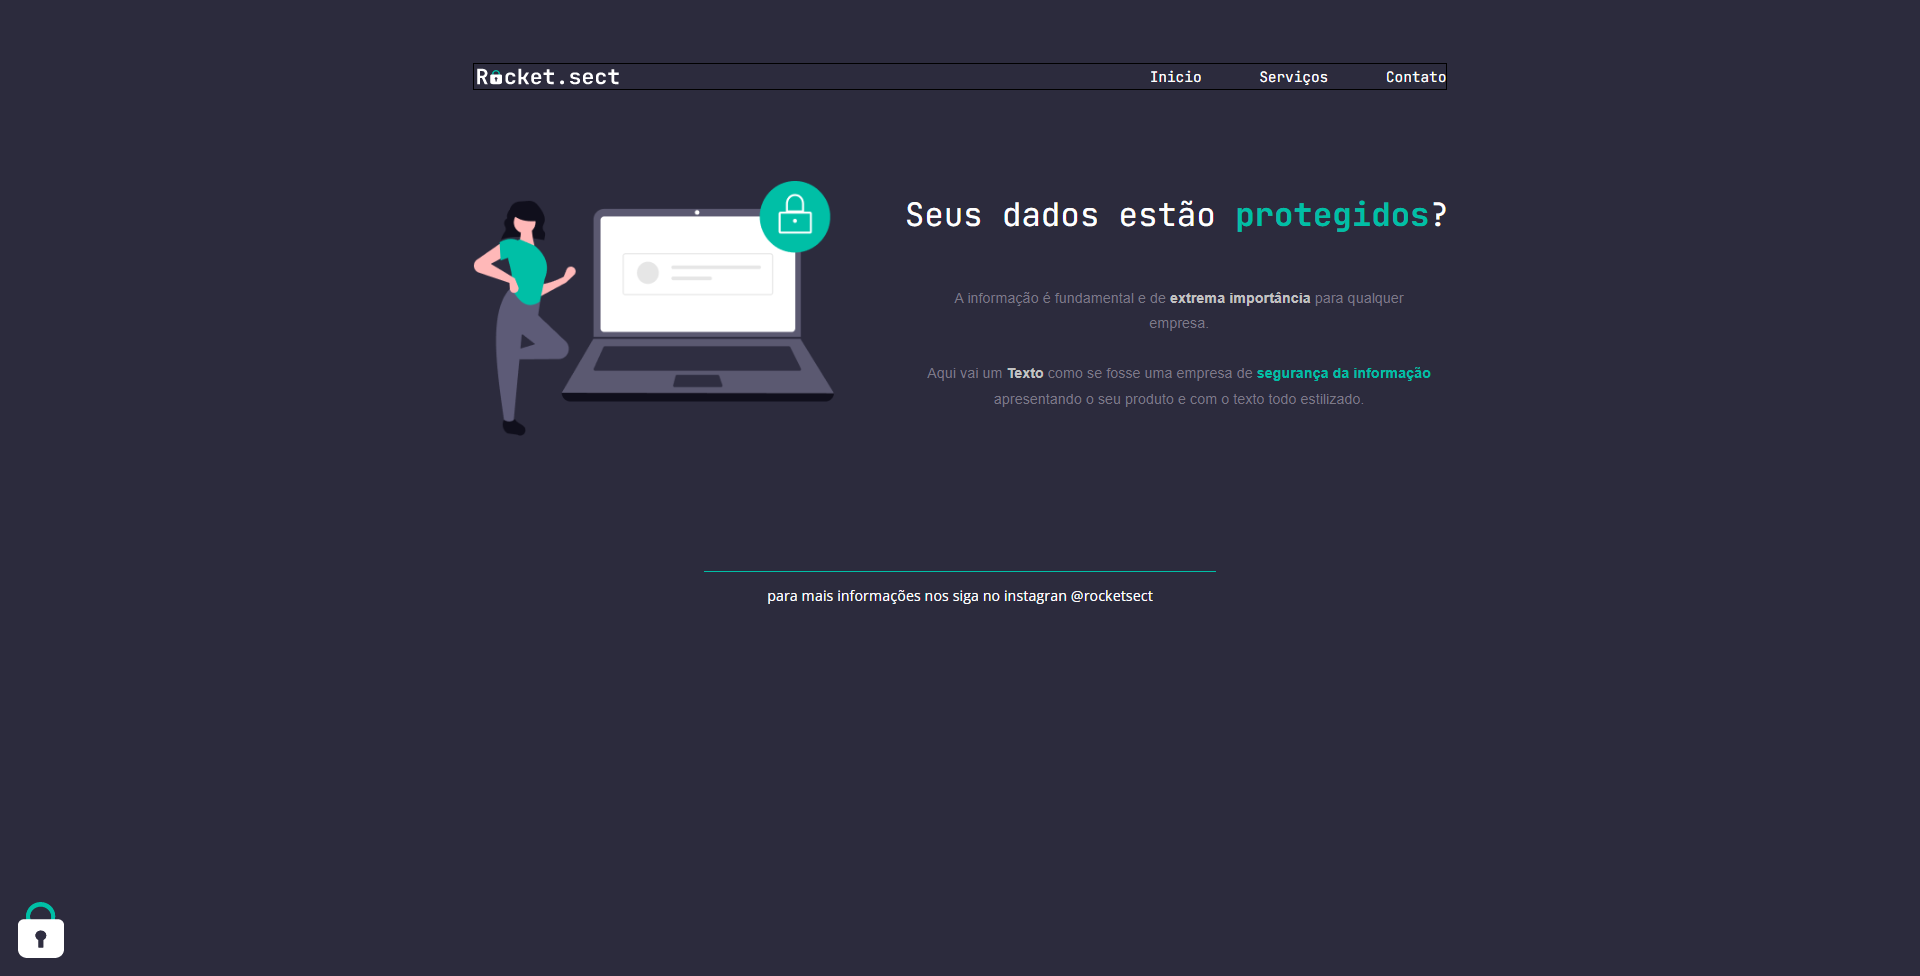 Rocket.sect
Inicio Serviços Contato
Seus dados estão protegidos?
A informação é fundamental e de extrema importância para qualquer
empresa.
Aqui vai um Texto como se fosse uma empresa de segurança da informação
apresentando o seu produto e com o texto todo estilizado.
para mais informações nos siga no instagran @rocketsect